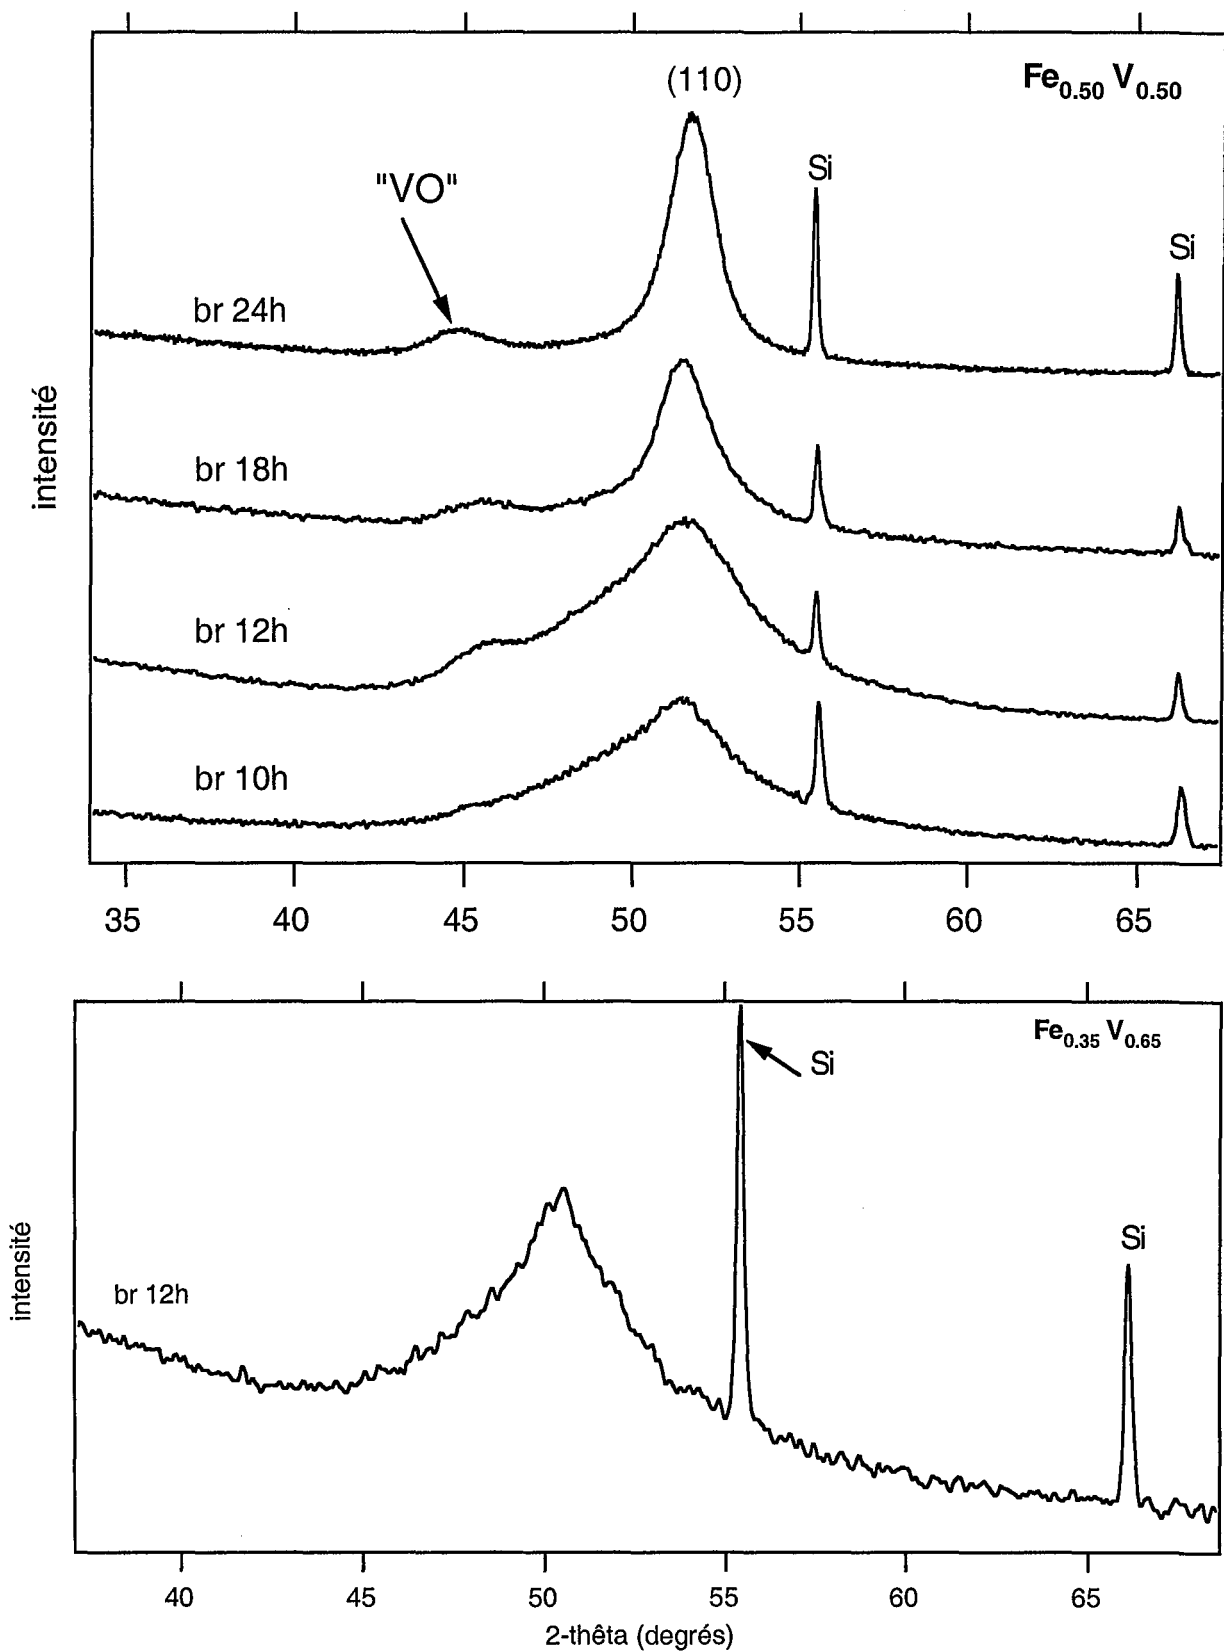 (110)
Fe0.50 V0.50
Si
"VO"
Si
br 24h
intensité
br 18h
br 12h
br 10h
35 40 45 50 55 60 65
Fe0.35 V0.65
Si
Si
intensité
br 12h
40 45 50 55 60 65
2-thêta (degrés)